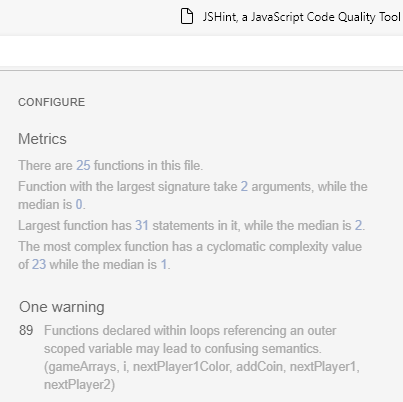 JSHint, a JavaScript Code Quality Tool
CONFIGURE
Metrics
There are 25 functions in this file.
Function with the largest signature take 2 arguments, while the
median is 0.
Largest function has 31 statements in it, while the median is 2.
The most complex function has a cyclomatic complexity value
of 23 while the median is 1.
One warning
89 Functions declared within loops referencing an outer
scoped variable may lead to confusing semantics.
(gameArrays, i, nextPlayer1Color, addCoin, nextPlayer1,
nextPlayer2)